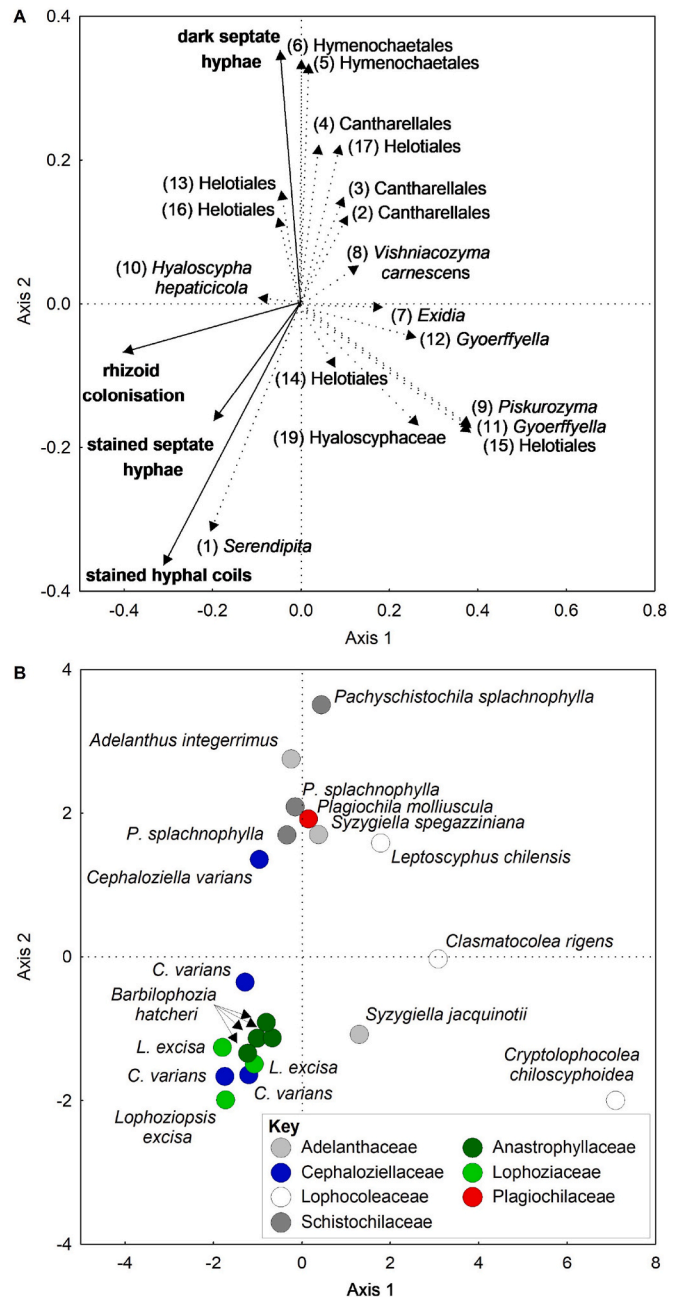 A
0.4
dark septate
hyphae
(6) Hymenochaetales
(5) Hymenochaetales
(4) Cantharellales
(17) Helotiales
0.2
(13) Helotiales
(3) Cantharellales
(16) Helotiales
(2) Cantharellales
(8) Vishniacozyma
carnescens
(10) Hyaloscypha
hepaticicola
Axis 2
0.0
(7) Exidia
(12) Gyoerffyella
rhizoid
colonisation
(14) Helotiales
(9) Piskurozyma
(11) Gyoerffyella
(15) Helotiales
(19) Hyaloscyphaceae
stained septate
hyphae
-0.2
(1) Serendipita
stained hyphal coils
-0.4
-0.4 -0.2 0.0 0.2 0.4 0.6 0.8
Axis 1
B
4
Pachyschistochila splachnophylla
Adelanthus integerrimus
P. splachnophylla
Plagiochila molliuscula
2
P. splachnophylla
Syzygiella spegazziniana
Leptoscyphus chilensis
Cephaloziella varians
Axis 2
0
Clasmatocolea rigens
C. varians
Barbilophozia
hatcheri
Syzygiella jacquinotii
L. excisa
L. excisa
Cryptolophocolea
chiloscyphoidea
C. varians
C. varians
-2
Lophoziopsis
excisa
Key
Adelanthaceae
Anastrophyllaceae
Cephaloziellaceae
Lophoziaceae
Lophocoleaceae
Plagiochilaceae
Schistochilaceae
-4
-4 -2 0 2 4 6 8
Axis 1